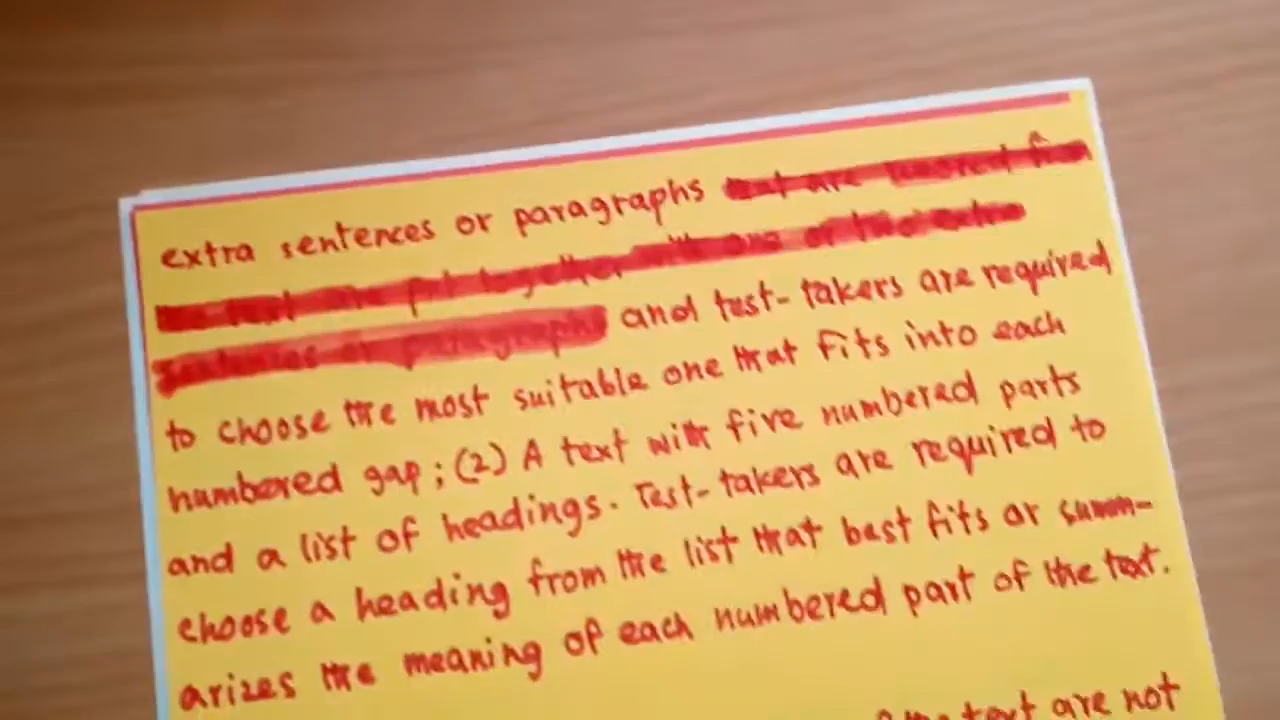 extra sentences or paragraphs
and test-takers are required
to choose the most suitable one that fits into each
numbered gap; (2) A text with five numbered parts
and a list of headings. Test-takers are required to
choose a heading from the list that best fits or summ-
arizes the meaning of each numbered part of the text.
text are not